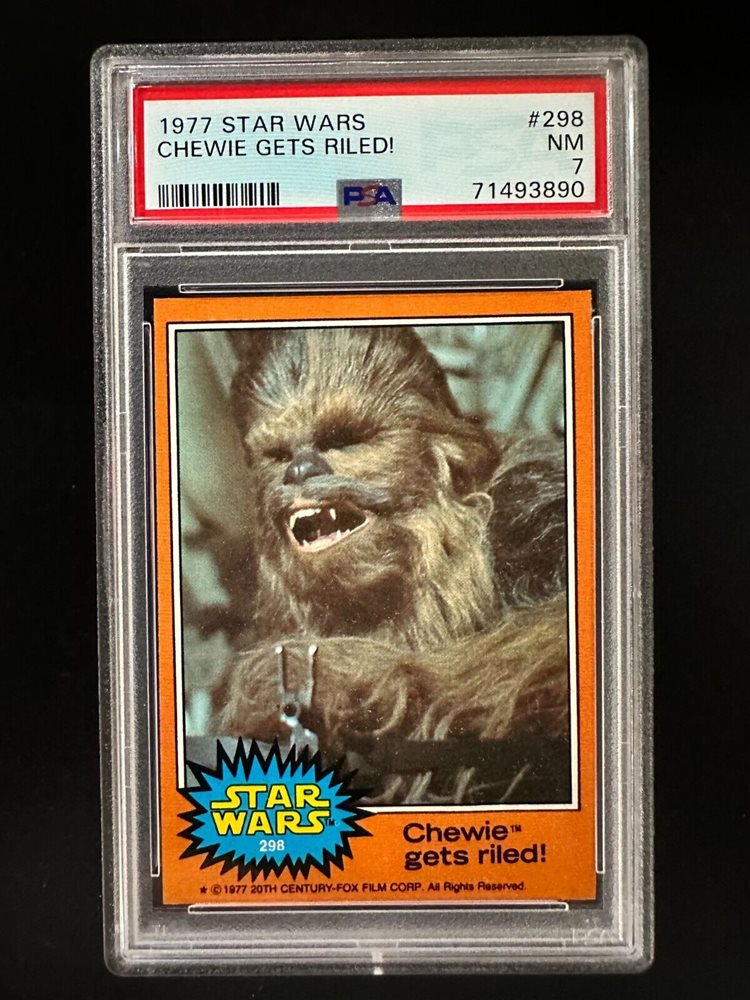 1977 STAR WARS #298
CHEWIE GETS RILED! NM
7
PSA 71493890
STAR
WARS™
298
Chewie™
gets riled!
★ © 1977 20TH CENTURY-FOX FILM CORP. All Rights Reserved.